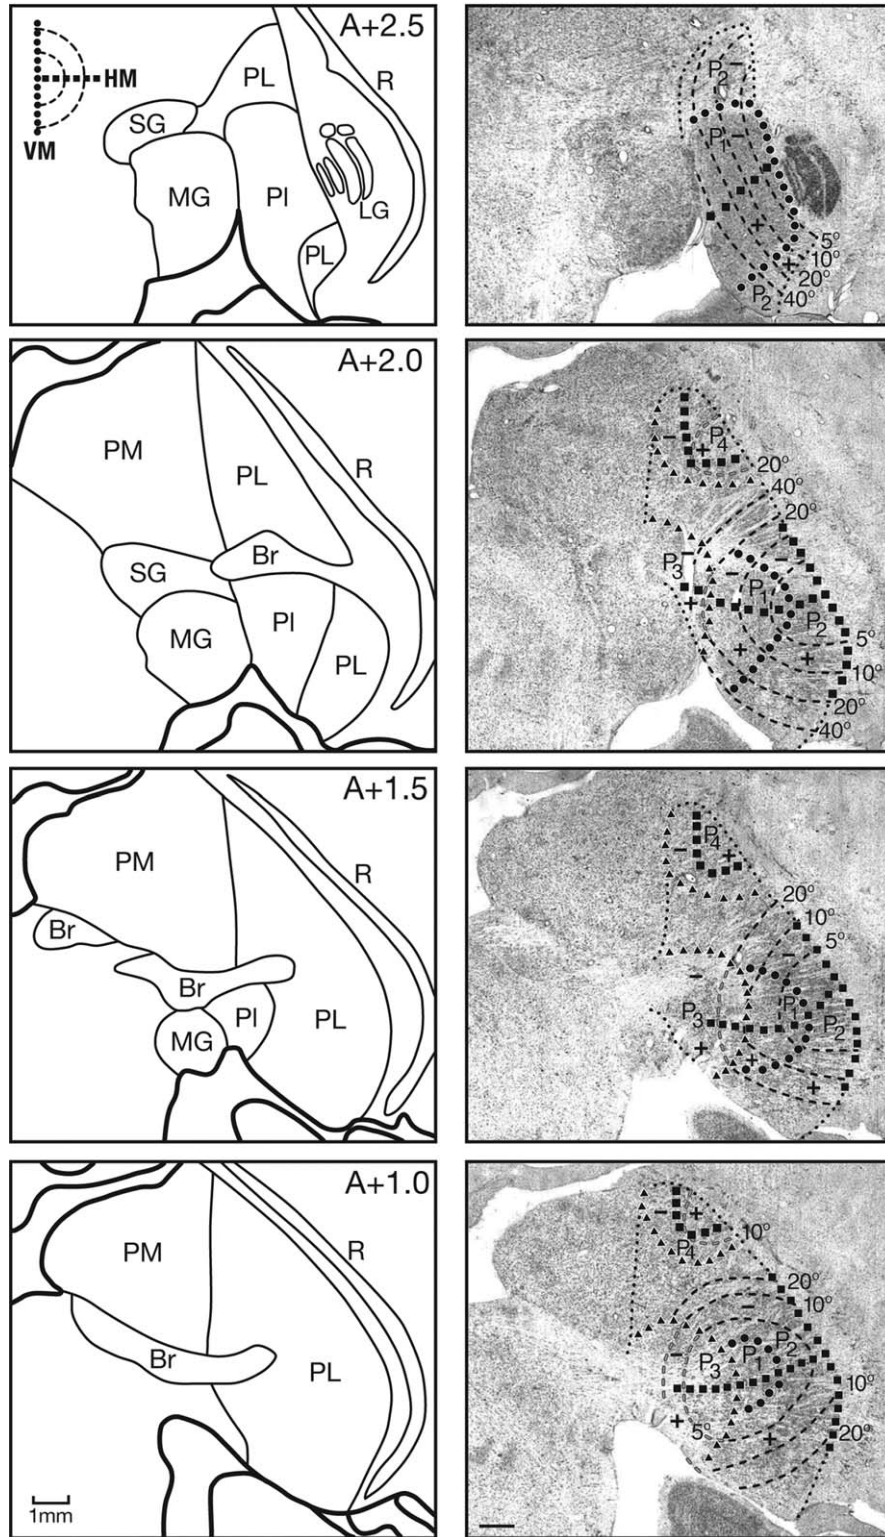 A+2.5
HM
VM
PL
R
SG
MG
PI
LG
PL
P2
−
P1
−
+
+
5°
10°
20°
40°
P2
A+2.0
PM
PL
R
Br
SG
MG
PI
PL
P4
−
+
20°
40°
20°
−
−
P3
P1
P2
+
+
+
5°
10°
20°
40°
A+1.5
PM
R
Br
Br
PI
PL
MG
P4
−
+
20°
10°
5°
−
−
P1
P3
P2
+
+
+
A+1.0
PM
R
Br
PL
1mm
+
−
P4
10°
20°
10°
−
P2
−
P3
P1
10°
+
5°
+
20°